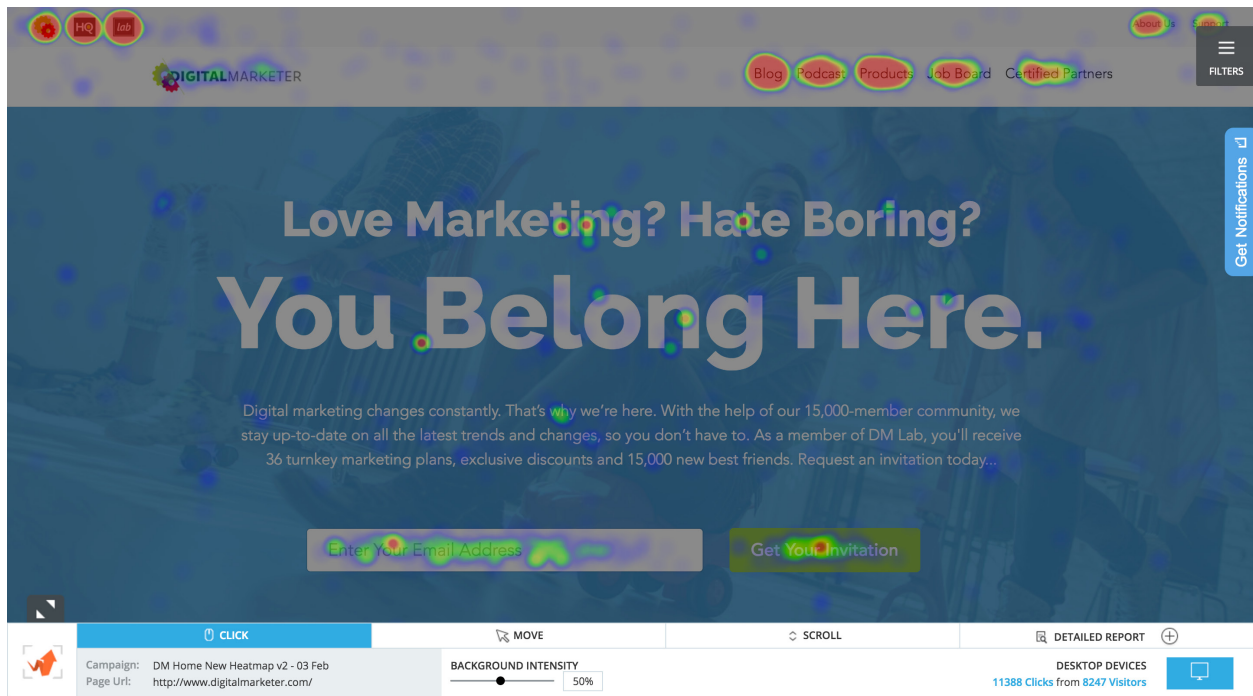 HQ lab About Us Support
FILTERS
DIGITALMARKETER Blog Podcast Products Job Board Certified Partners
Get Notifications
Love Marketing? Hate Boring?
You Belong Here.
Digital marketing changes constantly. That's why we're here. With the help of our 15,000-member community, we
stay up-to-date on all the latest trends and changes, so you don't have to. As a member of DM Lab, you'll receive
36 turnkey marketing plans, exclusive discounts and 15,000 new best friends. Request an invitation today...
Enter Your Email Address Get Your Invitation
CLICK MOVE SCROLL DETAILED REPORT
Campaign: DM Home New Heatmap v2 - 03 Feb
Page Url: http://www.digitalmarketer.com/
BACKGROUND INTENSITY
50%
DESKTOP DEVICES
11388 Clicks from 8247 Visitors